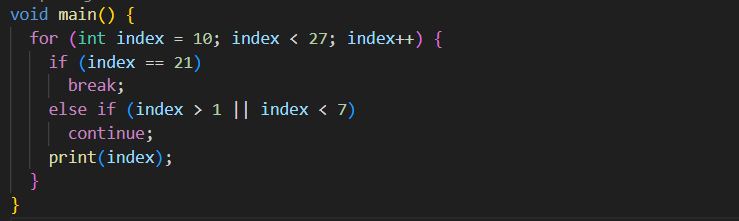 void main() {
  for (int index = 10; index < 27; index++) {
    if (index == 21)
      break;
    else if (index > 1 || index < 7)
      continue;
    print(index);
  }
}